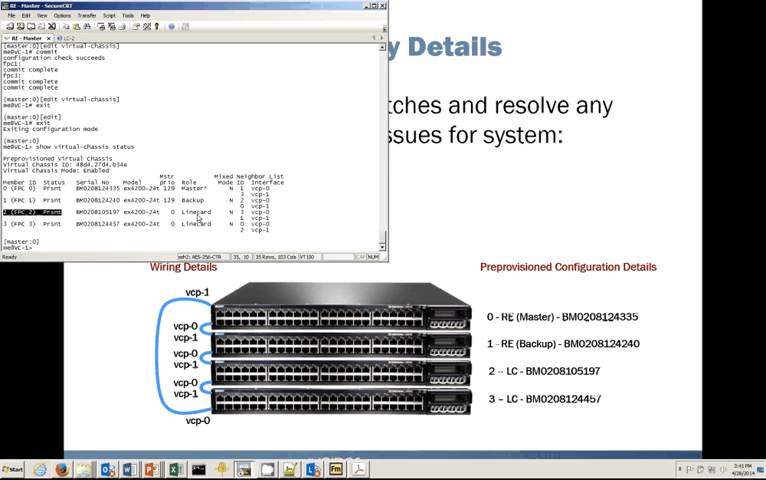 RE - Master - SecureCRT
File Edit View Options Transfer Script Tools Help
RE - Master LC-2
{master:0}[edit virtual-chassis]
me@VC-1# commit
configuration check succeeds
fpc1:
commit complete
fpc3:
commit complete
commit complete
{master:0}[edit virtual-chassis]
me@VC-1# exit
{master:0}[edit]
me@VC-1# exit
Exiting configuration mode
{master:0}
me@VC-1> show virtual-chassis status
Preprovisioned Virtual Chassis
Virtual Chassis ID: 48d4.27d4.b34e
Virtual Chassis Mode: Enabled
Mstr Mixed Neighbor List
Member ID Status Serial No Model prio Role Mode ID Interface
0 (FPC 0) Prsnt BM0208124335 ex4200-24t 129 Master* N 1 vcp-0
3 vcp-1
1 (FPC 1) Prsnt BM0208124240 ex4200-24t 129 Backup N 2 vcp-0
0 vcp-1
2 (FPC 2) Prsnt BM0208105197 ex4200-24t 0 Linecard N 3 vcp-0
1 vcp-1
3 (FPC 3) Prsnt BM0208124457 ex4200-24t 0 Linecard N 0 vcp-0
2 vcp-1
{master:0}
me@VC-1>
Ready ssh2: AES-256-CTR 35, 10 35 Rows, 103 Cols VT100 CAP NUM
y Details
tches and resolve any
ssues for system:
Wiring Details
Preprovisioned Configuration Details
vcp-1
vcp-0
vcp-1
vcp-0
vcp-1
vcp-0
vcp-1
vcp-0
0 - RE (Master) - BM0208124335
1 - RE (Backup) - BM0208124240
2 - LC - BM0208105197
3 - LC - BM0208124457
Start
Fm
3:41 PM
4/28/2014